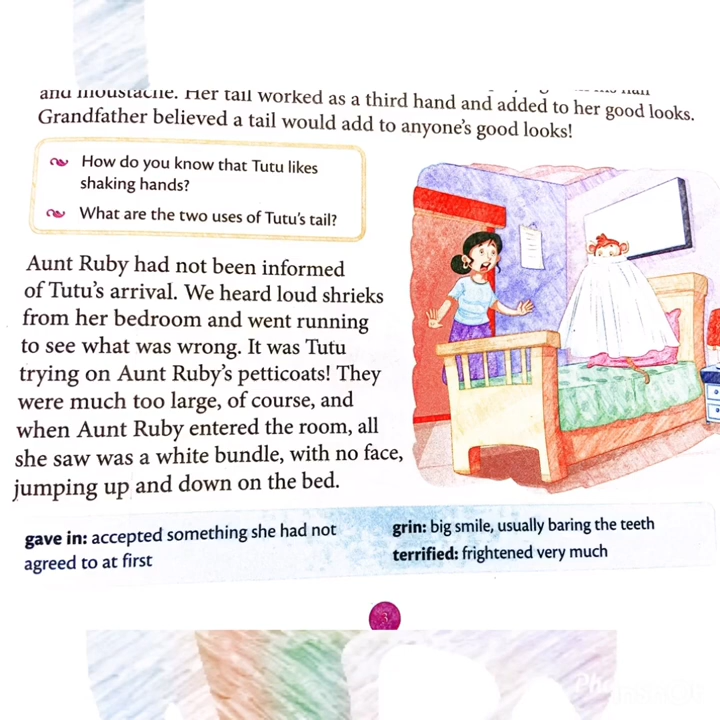 and moustache. Her tail worked as a third hand and added to her good looks.
Grandfather believed a tail would add to anyone's good looks!
How do you know that Tutu likes
shaking hands?
What are the two uses of Tutu's tail?
Aunt Ruby had not been informed
of Tutu's arrival. We heard loud shrieks
from her bedroom and went running
to see what was wrong. It was Tutu
trying on Aunt Ruby's petticoats! They
were much too large, of course, and
when Aunt Ruby entered the room, all
she saw was a white bundle, with no face,
jumping up and down on the bed.
gave in: accepted something she had not
agreed to at first
grin: big smile, usually baring the teeth
terrified: frightened very much
3